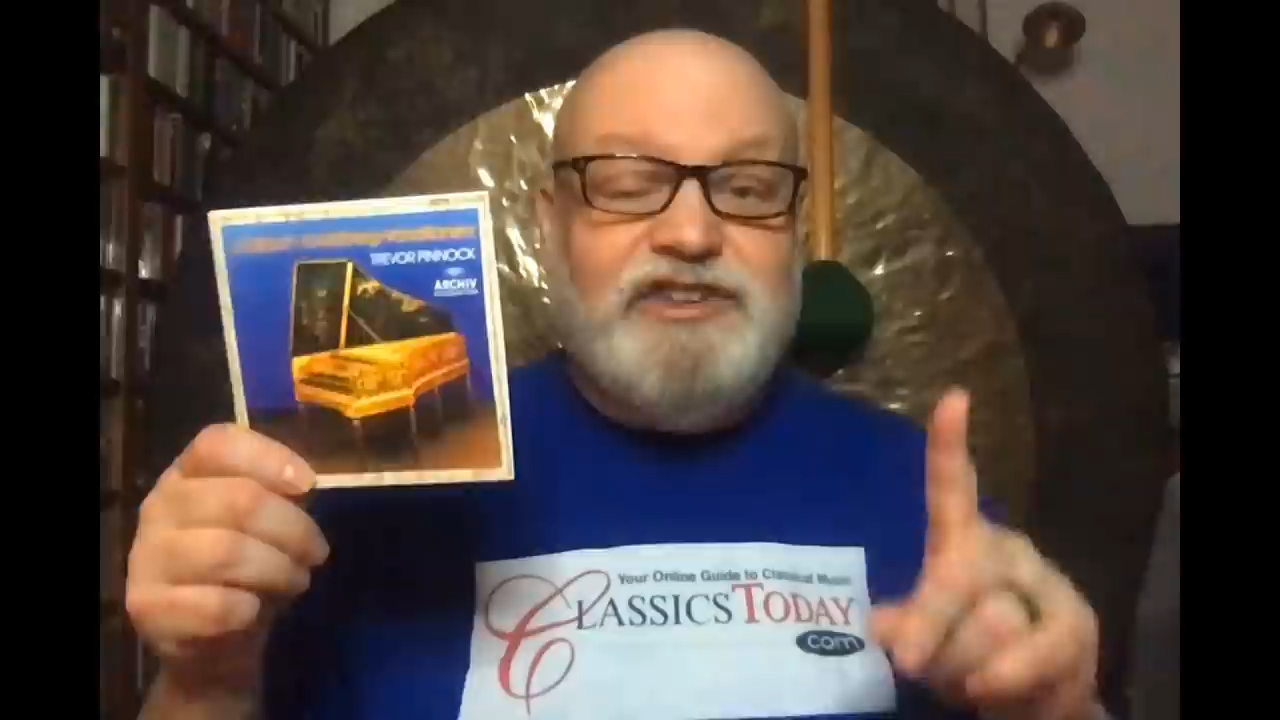 TREVOR PINNOCK
ARCHIV
Your Online Guide to Classical Music
CLASSICSTODAY
com